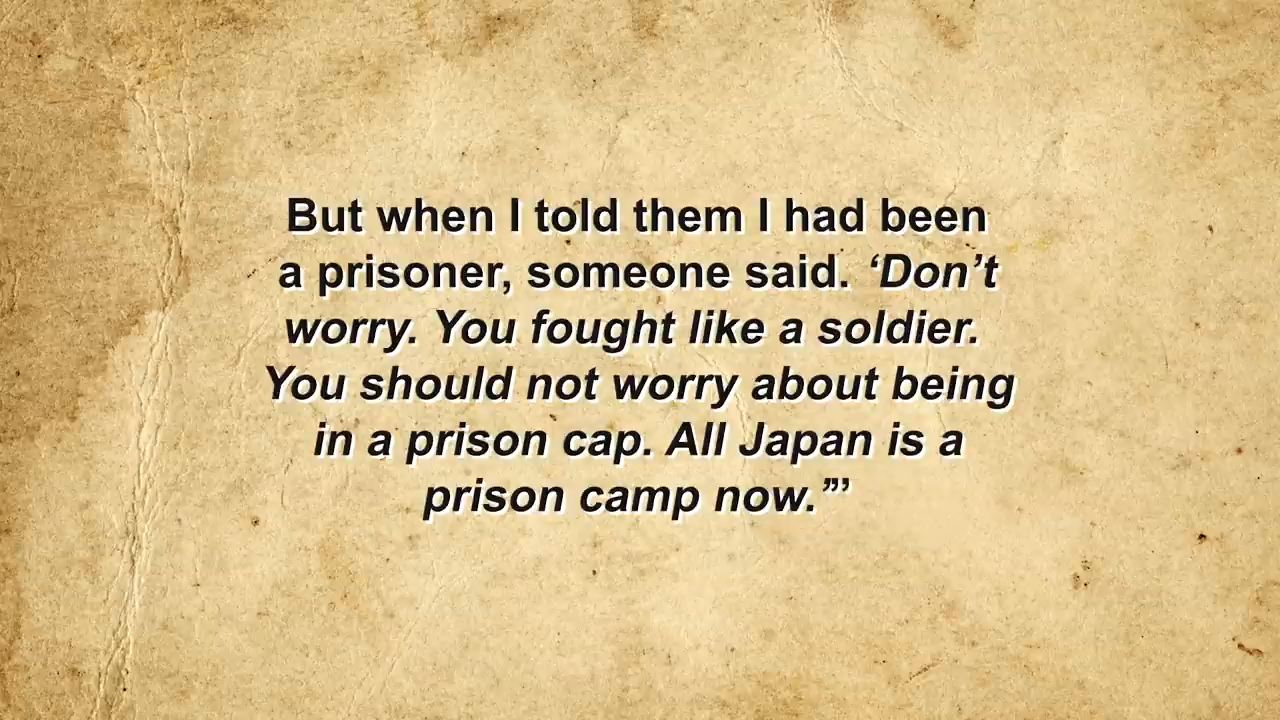 But when I told them I had been
a prisoner, someone said. ‘Don’t
worry. You fought like a soldier.
You should not worry about being
in a prison cap. All Japan is a
prison camp now.”’